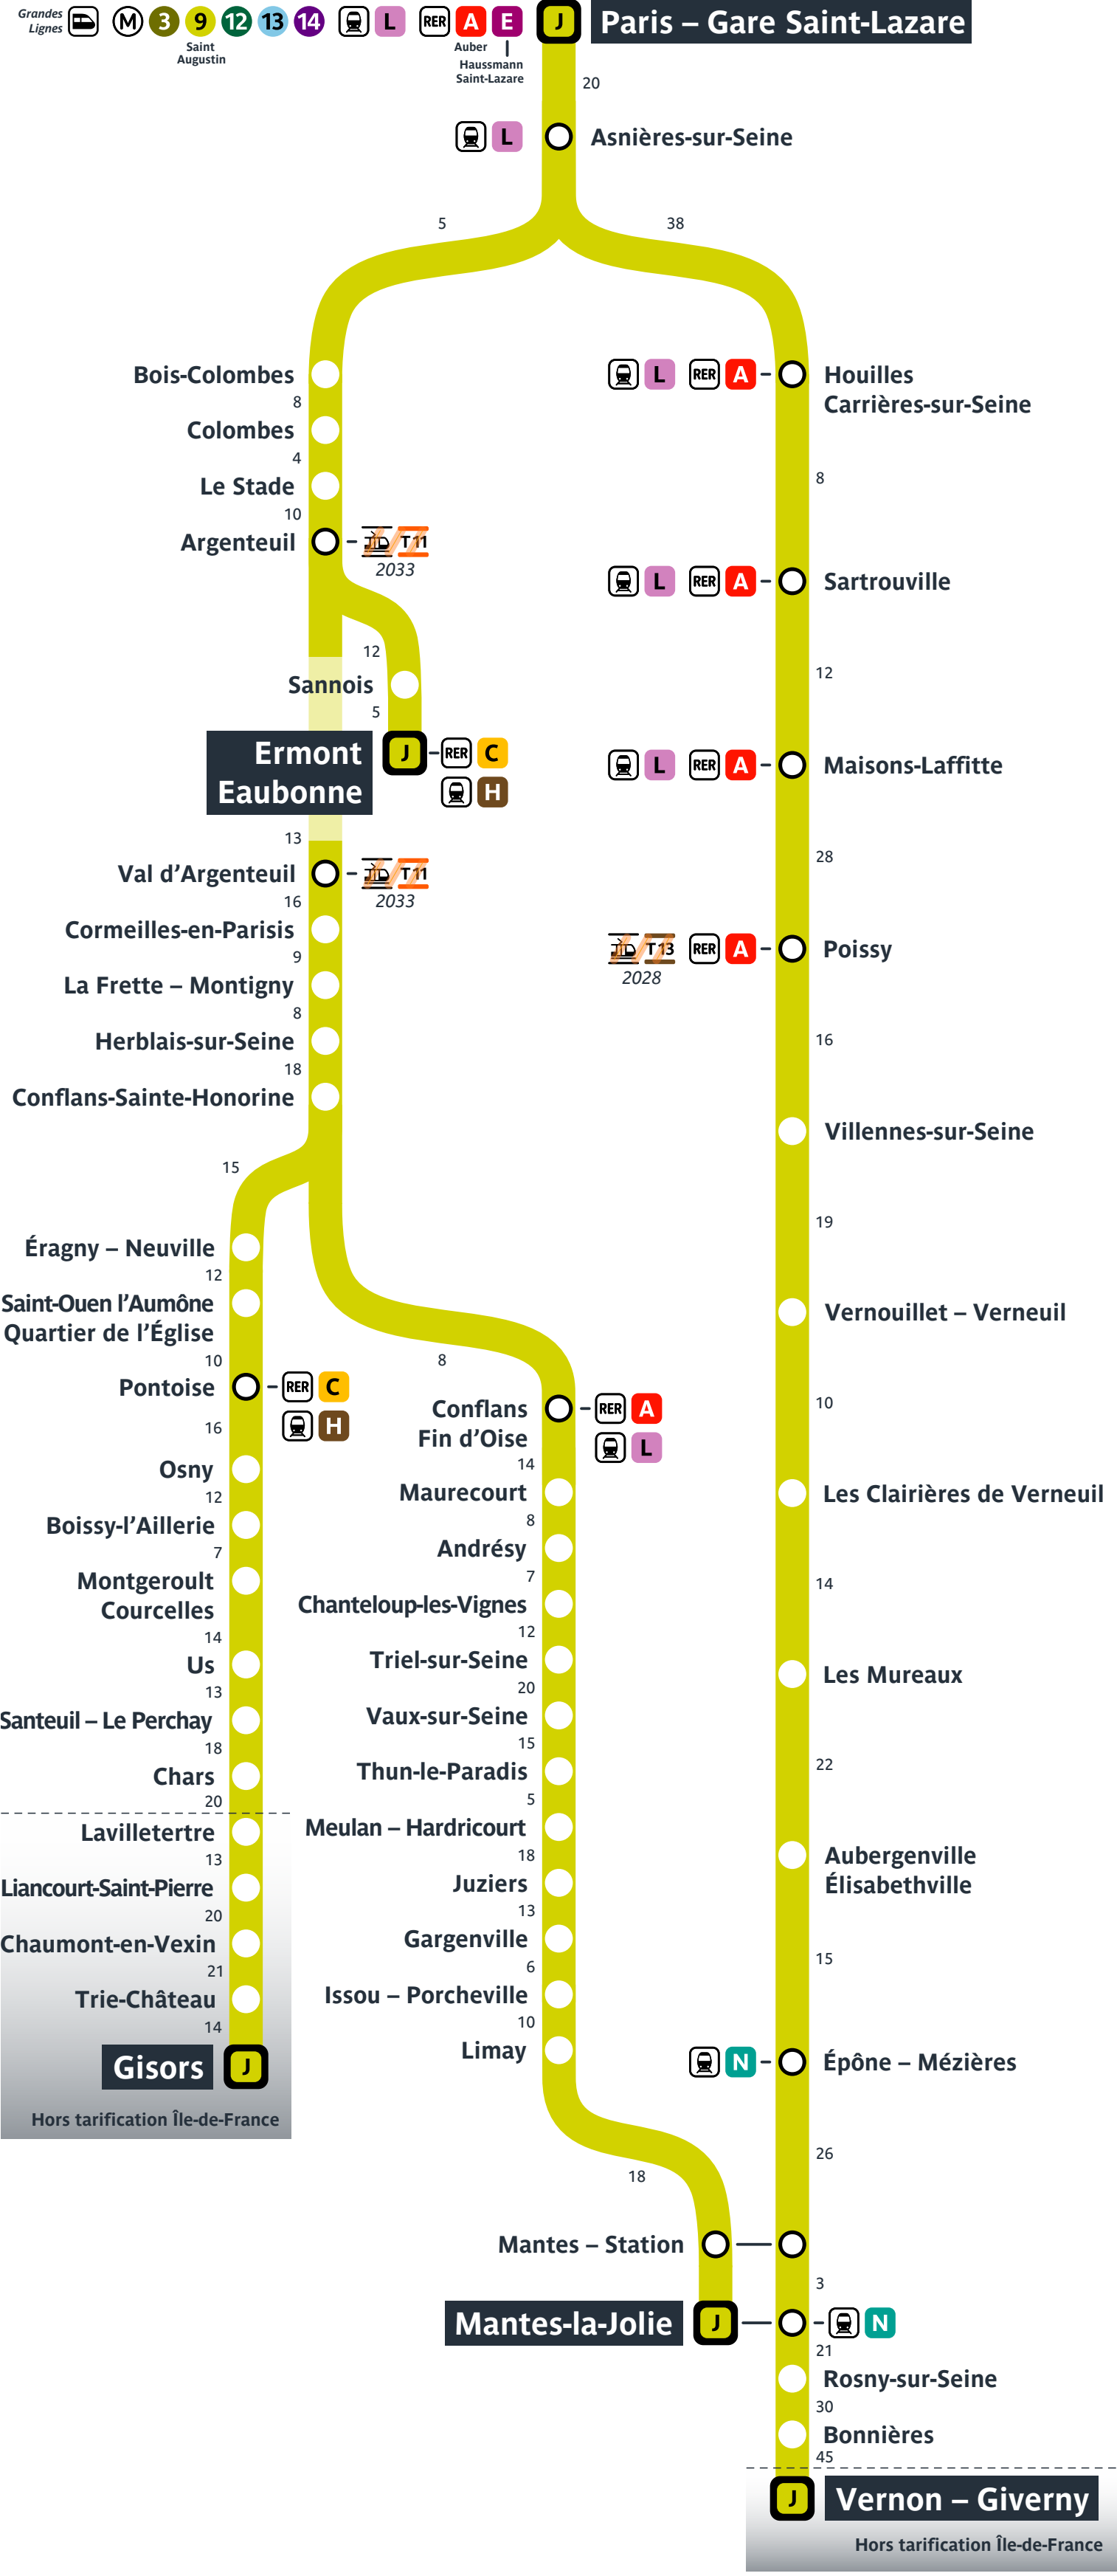 Grandes
Lignes
M 3 9 12 13 14 L RER A E J Paris – Gare Saint-Lazare
Saint
Augustin
Auber
Haussmann
Saint-Lazare
20
L Asnières-sur-Seine
5
38
Bois-Colombes
8
Colombes
4
Le Stade
10
Argenteuil T11
2033
12
Sannois
5
Ermont
Eaubonne
J RER C
H
13
Val d’Argenteuil T11
2033
16
Cormeilles-en-Parisis
9
La Frette – Montigny
8
Herblais-sur-Seine
18
Conflans-Sainte-Honorine
15
Éragny – Neuville
12
Saint-Ouen l’Aumône
Quartier de l’Église
10
Pontoise RER C
H
16
Osny
12
Boissy-l’Aillerie
7
Montgeroult
Courcelles
14
Us
13
Santeuil – Le Perchay
18
Chars
20
Lavilletertre
13
Liancourt-Saint-Pierre
20
Chaumont-en-Vexin
21
Trie-Château
14
Gisors J
Hors tarification Île-de-France
8
Conflans
Fin d’Oise
RER A
L
14
Maurecourt
8
Andrésy
7
Chanteloup-les-Vignes
12
Triel-sur-Seine
20
Vaux-sur-Seine
15
Thun-le-Paradis
5
Meulan – Hardricourt
18
Juziers
13
Gargenville
6
Issou – Porcheville
10
Limay
18
Mantes – Station
Mantes-la-Jolie J
L RER A Houilles
Carrières-sur-Seine
8
L RER A Sartrouville
12
L RER A Maisons-Laffitte
28
T13 RER A Poissy
2028
16
Villennes-sur-Seine
19
Vernouillet – Verneuil
10
Les Clairières de Verneuil
14
Les Mureaux
22
Aubergenville
Élisabethville
15
N Épône – Mézières
26
3
N
21
Rosny-sur-Seine
30
Bonnières
45
J Vernon – Giverny
Hors tarification Île-de-France